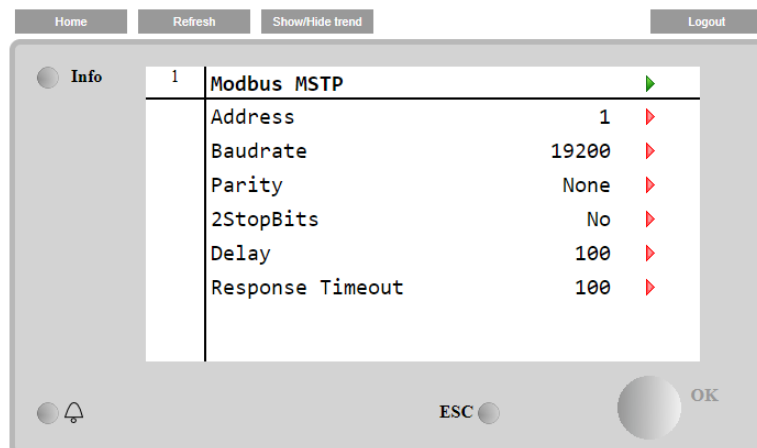 Home Refresh Show/Hide trend Logout
Info
1 Modbus MSTP
Address 1
Baudrate 19200
Parity None
2StopBits No
Delay 100
Response Timeout 100
ESC
OK